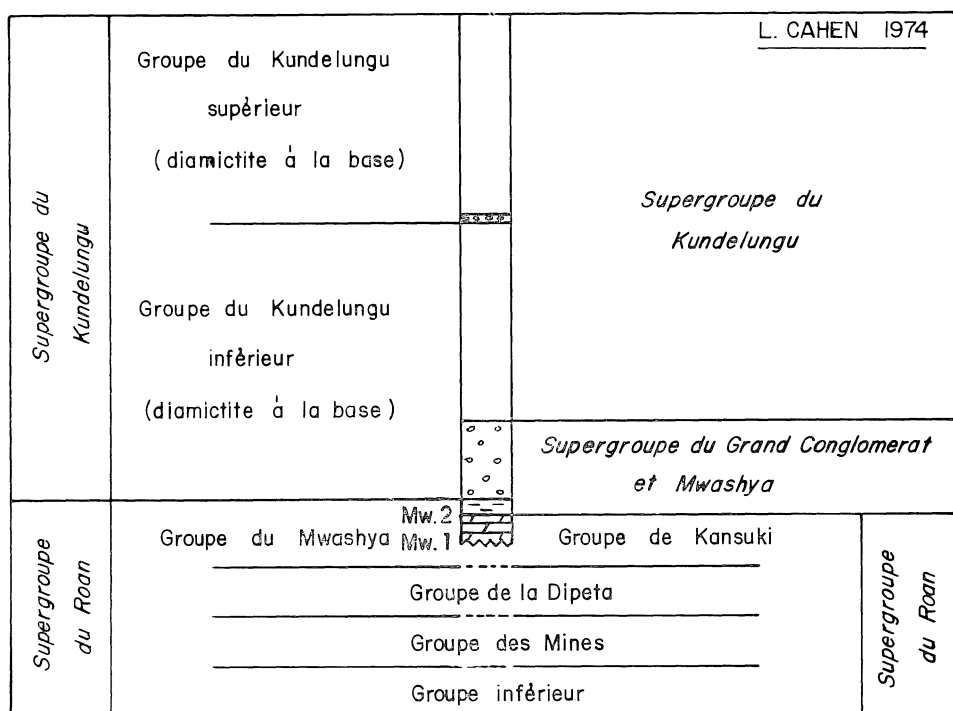 L. CAHEN 1974
Supergroupe du
Kundelungu
Groupe du Kundelungu
supérieur
(diamictite à la base)
Groupe du Kundelungu
inférieur
(diamictite à la base)
Supergroupe du
Kundelungu
Supergroupe du Grand Conglomerat
et Mwashya
Supergroupe
du Roan
Groupe du Mwashya
Mw.2
Mw.1
Groupe de Kansuki
Groupe de la Dipeta
Groupe des Mines
Groupe inférieur
Supergroupe
du Roan